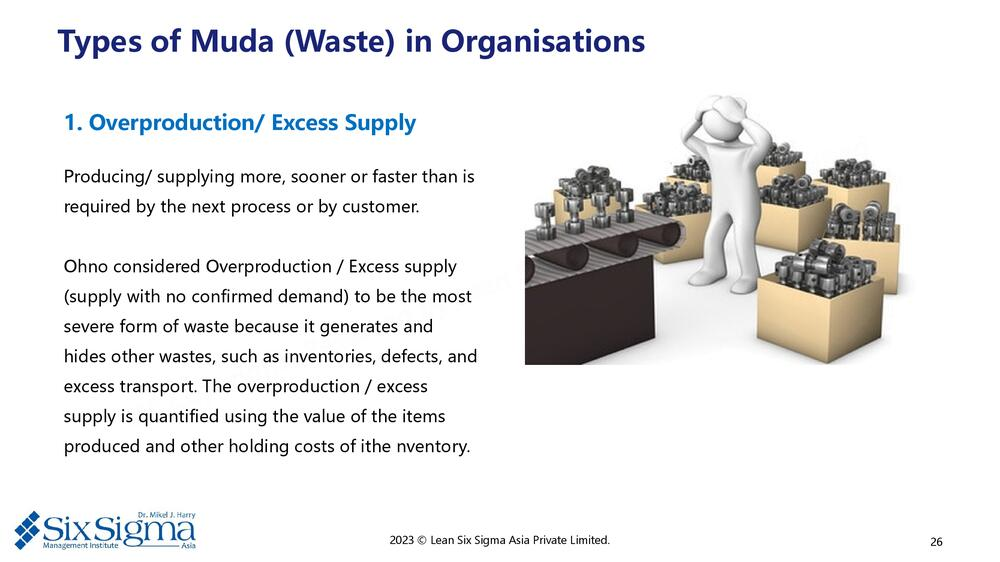 Types of Muda (Waste) in Organisations
1. Overproduction/ Excess Supply
Producing/ supplying more, sooner or faster than is
required by the next process or by customer.
Ohno considered Overproduction / Excess supply
(supply with no confirmed demand) to be the most
severe form of waste because it generates and
hides other wastes, such as inventories, defects, and
excess transport. The overproduction / excess
supply is quantified using the value of the items
produced and other holding costs of ithe nventory.
Dr. Mikel J. Harry
Six Sigma
Management Institute Asia
2023 © Lean Six Sigma Asia Private Limited.
26